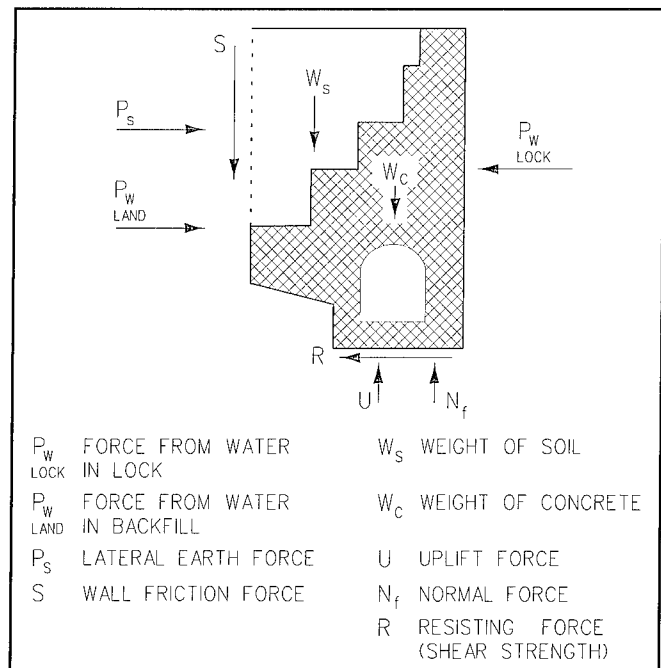 S
W_s
P_s
P_W
LOCK
W_C
P_W
LAND
R
U
N_f
P_W FORCE FROM WATER
LOCK IN LOCK
P_W FORCE FROM WATER
LAND IN BACKFILL
P_S LATERAL EARTH FORCE
S WALL FRICTION FORCE
W_S WEIGHT OF SOIL
W_C WEIGHT OF CONCRETE
U UPLIFT FORCE
N_f NORMAL FORCE
R RESISTING FORCE
(SHEAR STRENGTH)